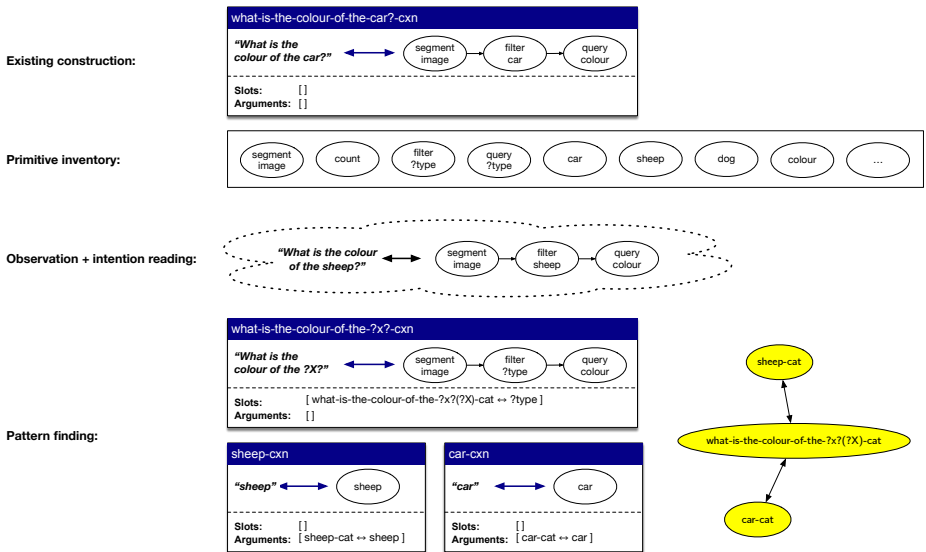 what-is-the-colour-of-the-car?-cxn
Existing construction:
“What is the
colour of the car?”
segment
image
filter
car
query
colour
Slots: [ ]
Arguments: [ ]
Primitive inventory:
segment
image
count
filter
?type
query
?type
car
sheep
dog
colour
...
Observation + intention reading:
“What is the colour
of the sheep?”
segment
image
filter
sheep
query
colour
Pattern finding:
what-is-the-colour-of-the-?x?-cxn
“What is the
colour of the ?X?”
segment
image
filter
?type
query
colour
Slots: [ what-is-the-colour-of-the-?x?(?X)-cat ↔ ?type ]
Arguments: [ ]
sheep-cxn
“sheep”
sheep
Slots: [ ]
Arguments: [ sheep-cat ↔ sheep ]
car-cxn
“car”
car
Slots: [ ]
Arguments: [ car-cat ↔ car ]
sheep-cat
what-is-the-colour-of-the-?x?(?X)-cat
car-cat